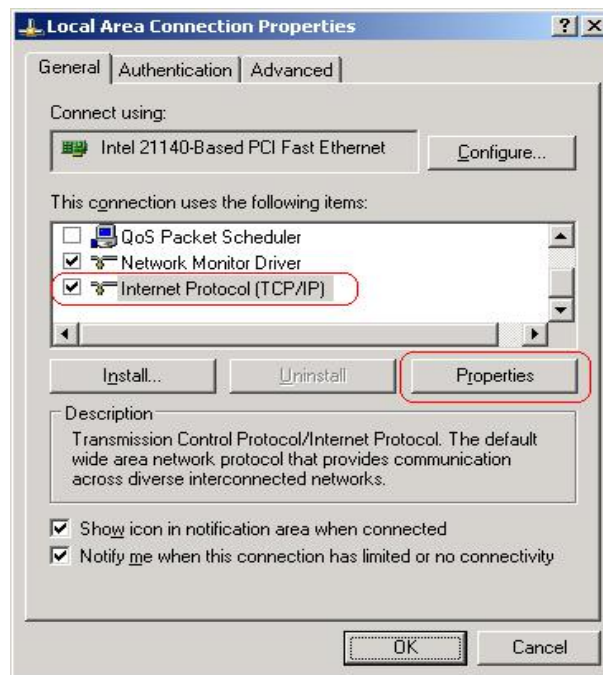 Local Area Connection Properties
General Authentication Advanced
Connect using:
Intel 21140-Based PCI Fast Ethernet
Configure...
This connection uses the following items:
QoS Packet Scheduler
Network Monitor Driver
Internet Protocol (TCP/IP)
Install... Uninstall Properties
Description
Transmission Control Protocol/Internet Protocol. The default
wide area network protocol that provides communication
across diverse interconnected networks.
Show icon in notification area when connected
Notify me when this connection has limited or no connectivity
OK Cancel